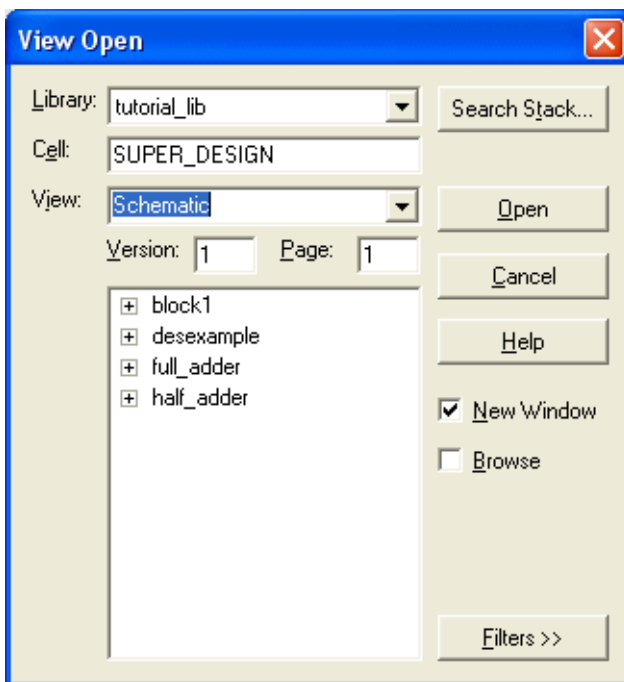 View Open
Library: tutorial_lib Search Stack...
Cell: SUPER_DESIGN
View: Schematic Open
Version: 1 Page: 1
Cancel
block1
desexample
full_adder
half_adder
Help
New Window
Browse
Filters >>